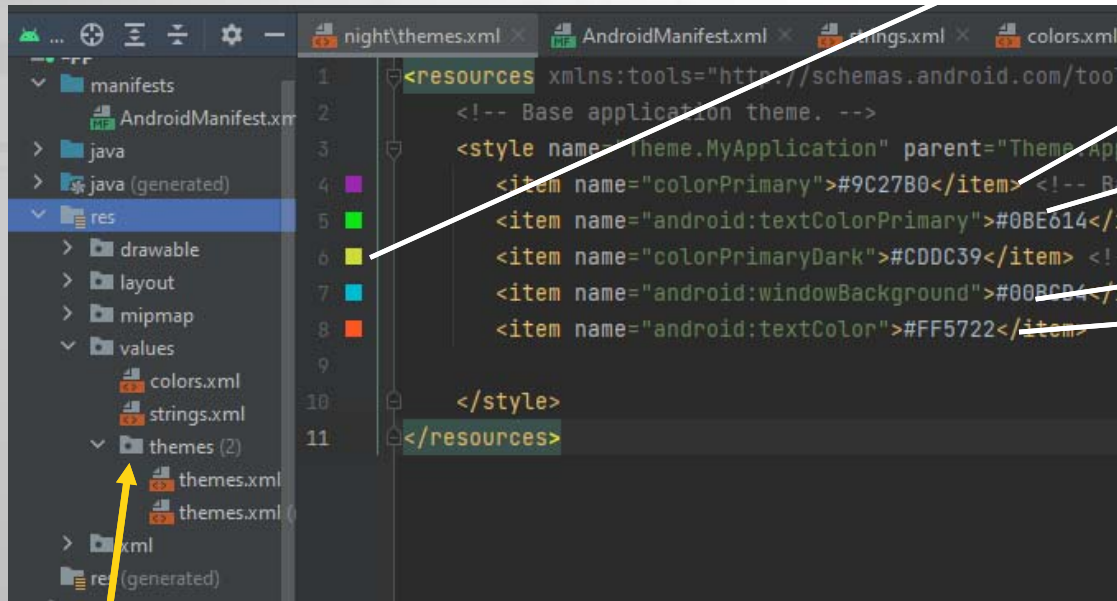 ...
night\themes.xml
AndroidManifest.xml
strings.xml
colors.xml
manifests
AndroidManifest.xm
java
java (generated)
res
drawable
layout
mipmap
values
colors.xml
strings.xml
themes (2)
themes.xml
themes.xml (
xml
res (generated)
1 <resources xmlns:tools="http://schemas.android.com/too
2 <!-- Base application theme. -->
3 <style name="Theme.MyApplication" parent="Theme.Ap
4 <item name="colorPrimary">#9C27B0</item> <!-- B
5 <item name="android:textColorPrimary">#0BE614</
6 <item name="colorPrimaryDark">#CDDC39</item> <!
7 <item name="android:windowBackground">#00BCD4</
8 <item name="android:textColor">#FF5722</item>
9
10 </style>
11 </resources>